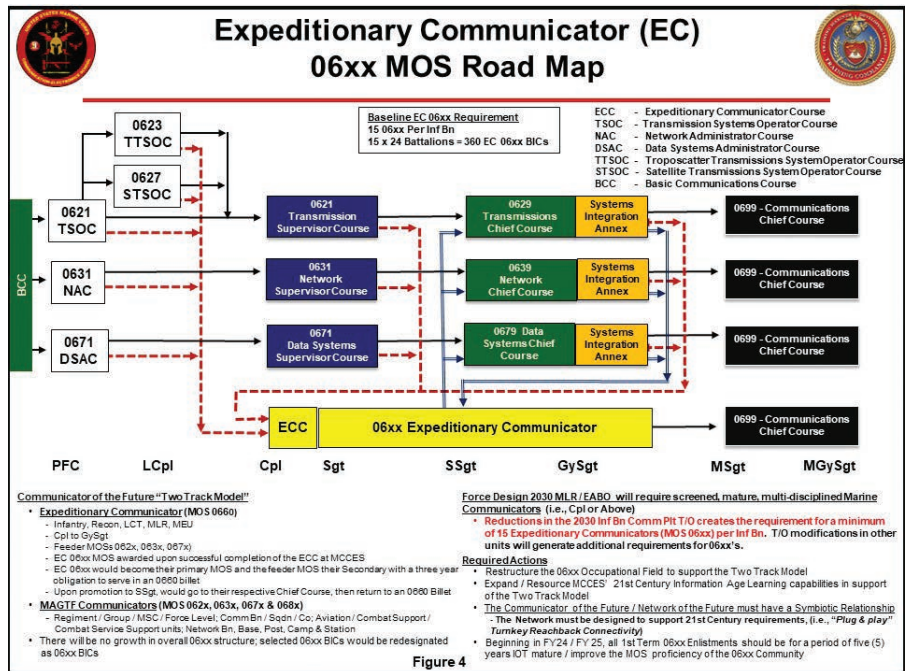 Expeditionary Communicator (EC)
06xx MOS Road Map
Baseline EC 06xx Requirement
15 06xx Per Inf Bn
15 x 24 Battalions = 360 EC 06xx BICs
ECC - Expeditionary Communicator Course
TSOC - Transmission Systems Operator Course
NAC - Network Administrator Course
DSAC - Data Systems Administrator Course
TTSOC - Troposcatter Transmissions System Operator Course
STSOC - Satellite Transmissions System Operator Course
BCC - Basic Communications Course
0623
TTSOC
0627
STSOC
BCC
0621
TSOC
0621
Transmission
Supervisor Course
0629
Transmissions
Chief Course
Systems
Integration
Annex
0699 - Communications
Chief Course
0631
NAC
0631
Network
Supervisor Course
0639
Network
Chief Course
Systems
Integration
Annex
0699 - Communications
Chief Course
0671
DSAC
0671
Data Systems
Supervisor Course
0679 Data
Systems Chief
Course
Systems
Integration
Annex
0699 - Communications
Chief Course
ECC
06xx Expeditionary Communicator
0699 - Communications
Chief Course
PFC LCpl Cpl Sgt SSgt GySgt MSgt MGySgt
Communicator of the Future "Two Track Model"
• Expeditionary Communicator (MOS 0660)
- Infantry, Recon, LCT, MLR, MEU
- Cpl to GySgt
- Feeder MOSs 062x, 063x, 067x)
- EC 06xx MOS awarded upon successful completion of the ECC at MCCES
- EC 06xx would become their primary MOS and the feeder MOS their Secondary with a three year
obligation to serve in an 0660 billet
- Upon promotion to SSgt, would go to their respective Chief Course, then return to an 0660 Billet
• MAGTF Communicators (MOS 062x, 063x, 067x & 068x)
- Regiment / Group / MSC / Force Level; Comm Bn / Sqdn / Co; Aviation / Combat Support /
Combat Service Support units; Network Bn, Base, Post, Camp & Station
• There will be no growth in overall 06xx structure; selected 06xx BICs would be redesignated
as 06xx BICs
Force Design 2030 MLR / EABO will require screened, mature, multi-disciplined Marine
Communicators (i.e., Cpl or Above)
• Reductions in the 2030 Inf Bn Comm Plt T/O creates the requirement for a minimum
of 15 Expeditionary Communicators (MOS 06xx) per Inf Bn. T/O modifications in other
units will generate additional requirements for 06xx's.
Required Actions
• Restructure the 06xx Occupational Field to support the Two Track Model
• Expand / Resource MCCES' 21st Century Information Age Learning capabilities in support
of the Two Track Model
• The Communicator of the Future / Network of the Future must have a Symbiotic Relationship
- The Network must be designed to support 21st Century requirements, (i.e., "Plug & play"
Turnkey Reachback Connectivity)
• Beginning in FY24 / FY 25, all 1st Term 06xx Enlistments should be for a period of five (5)
years IOT mature / improve the MOS proficiency of the 06xx Community
Figure 4